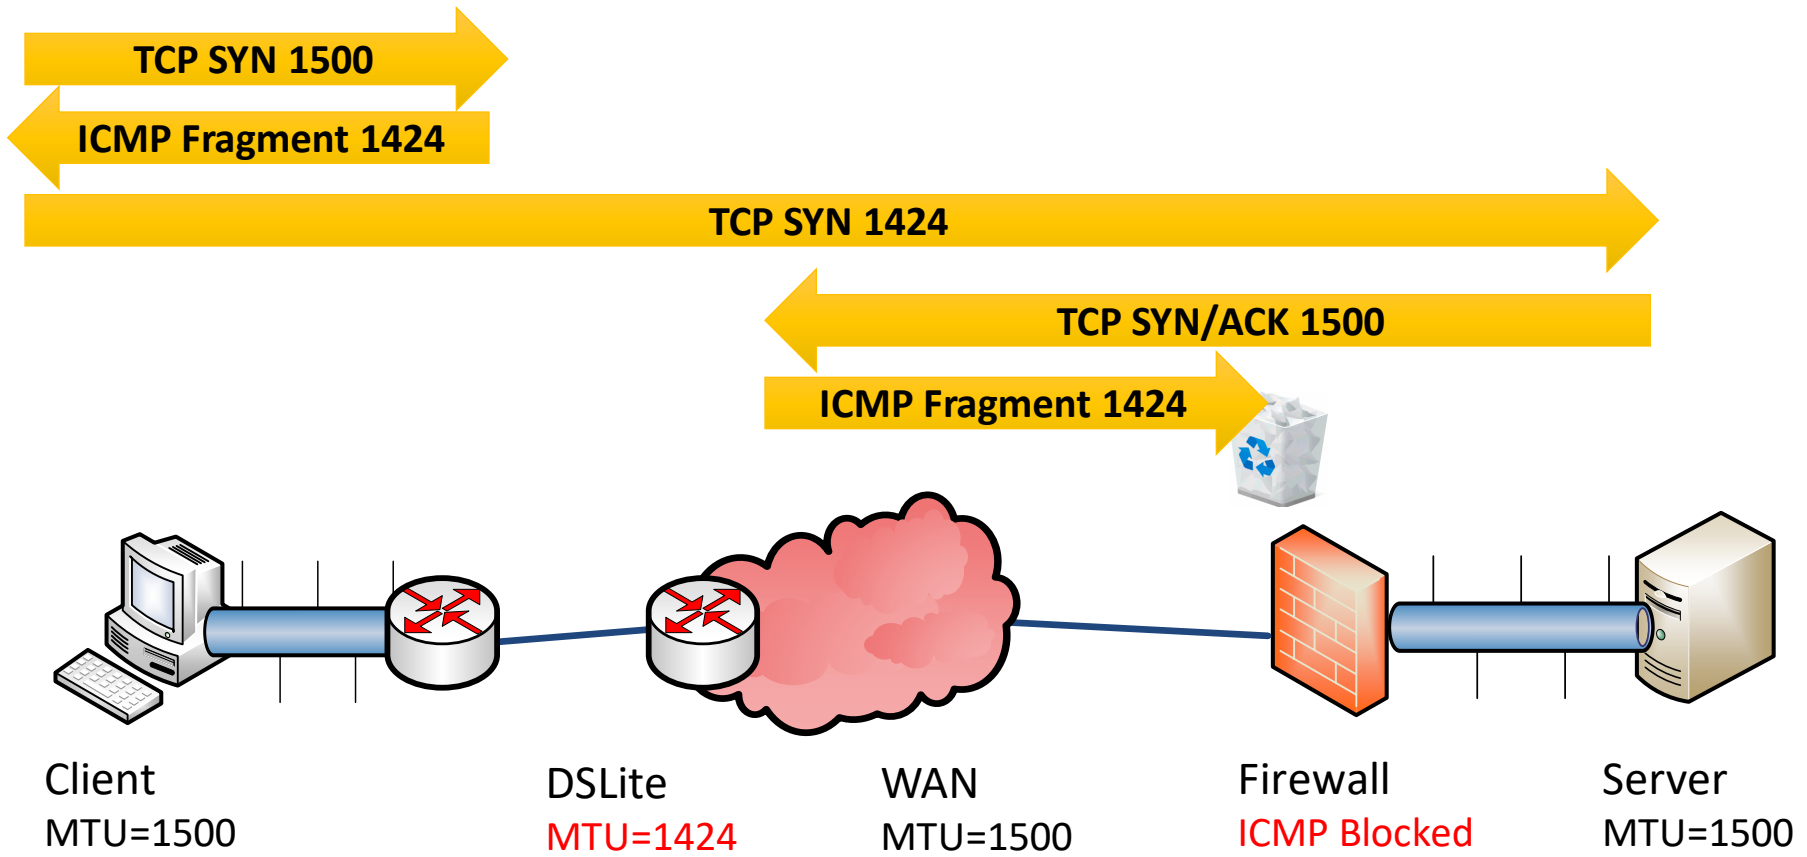 TCP SYN 1500
ICMP Fragment 1424
TCP SYN 1424
TCP SYN/ACK 1500
ICMP Fragment 1424
Client
MTU=1500
DSLite
MTU=1424
WAN
MTU=1500
Firewall
ICMP Blocked
Server
MTU=1500